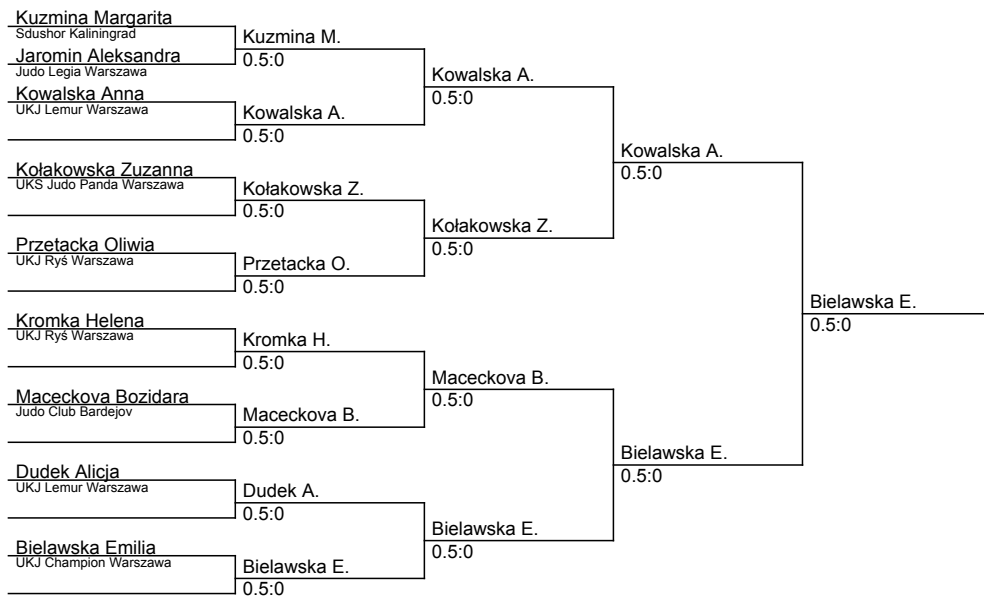 Kuzmina Margarita
Sdushor Kaliningrad
Jaromin Aleksandra
Judo Legia Warszawa
Kowalska Anna
UKJ Lemur Warszawa
Kołakowska Zuzanna
UKS Judo Panda Warszawa
Przetacka Oliwia
UKJ Ryś Warszawa
Kromka Helena
UKJ Ryś Warszawa
Maceckova Bozidara
Judo Club Bardejov
Dudek Alicja
UKJ Lemur Warszawa
Bielawska Emilia
UKJ Champion Warszawa
Kuzmina M.
0.5:0
Kowalska A.
0.5:0
Kołakowska Z.
0.5:0
Przetacka O.
0.5:0
Kromka H.
0.5:0
Maceckova B.
0.5:0
Dudek A.
0.5:0
Bielawska E.
0.5:0
Kowalska A.
0.5:0
Kołakowska Z.
0.5:0
Maceckova B.
0.5:0
Bielawska E.
0.5:0
Kowalska A.
0.5:0
Bielawska E.
0.5:0
Bielawska E.
0.5:0